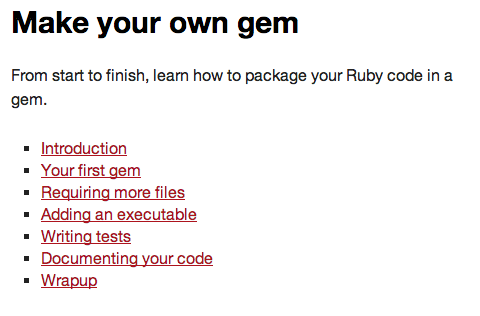 Make your own gem
From start to finish, learn how to package your Ruby code in a
gem.
Introduction
Your first gem
Requiring more files
Adding an executable
Writing tests
Documenting your code
Wrapup